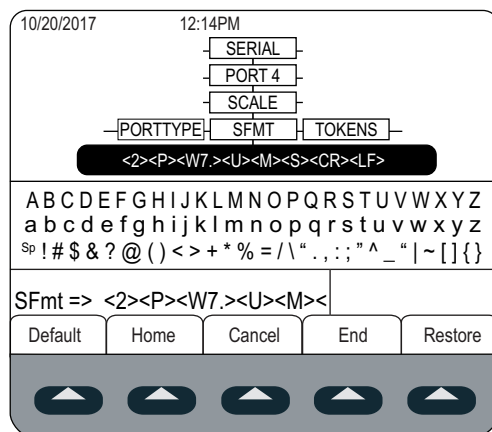 10/20/2017 12:14PM
SERIAL
PORT 4
SCALE
PORTTYPE SFMT TOKENS
<2><P><W7.><U><M><S><CR><LF>
A B C D E F G H I J K L M N O P Q R S T U V W X Y Z
a b c d e f g h i j k l m n o p q r s t u v w x y z
Sp ! # $ & ? @ ( ) < > + * % = / \ “ . , : ; ” ^ _ “ | ~ [ ] { }
SFmt => <2><P><W7.><U><M><
Default Home Cancel End Restore